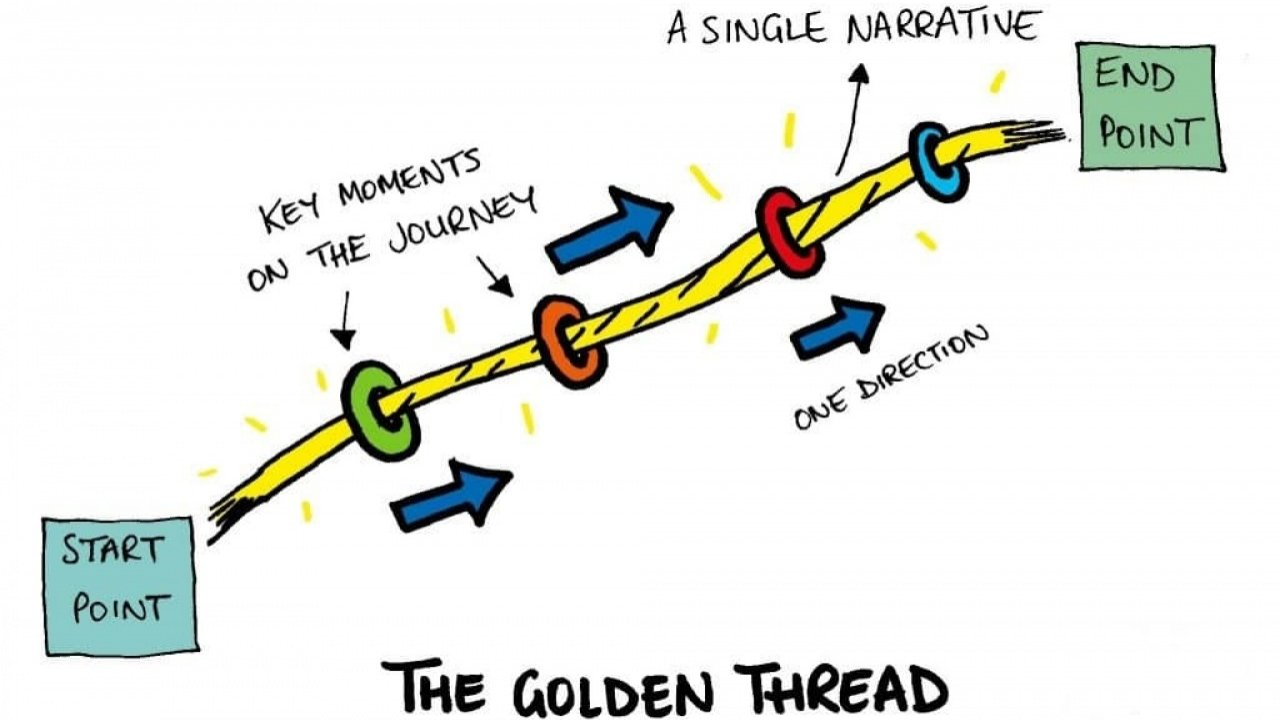 A SINGLE NARRATIVE
END
POINT
KEY MOMENTS
ON THE JOURNEY
ONE DIRECTION
START
POINT
THE GOLDEN THREAD